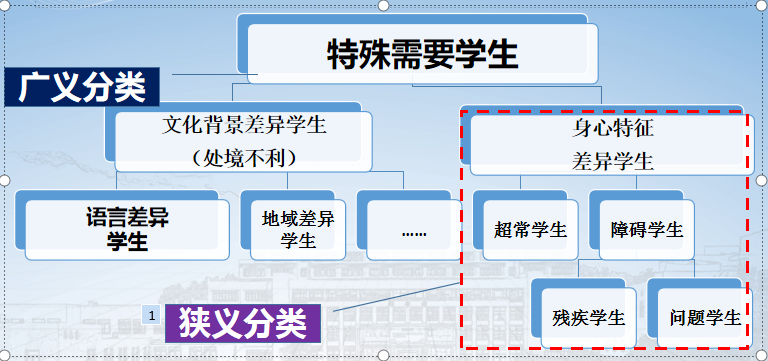 特殊需要学生
广义分类
文化背景差异学生
（处境不利）
身心特征
差异学生
语言差异
学生
地域差异
学生
……
超常学生
障碍学生
1
狭义分类
残疾学生
问题学生